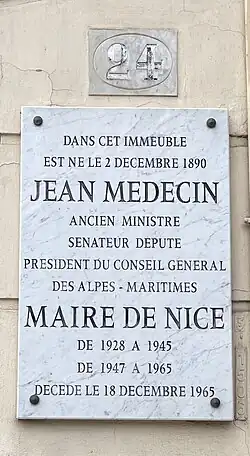 24
DANS CET IMMEUBLE
EST NE LE 2 DECEMBRE 1890
JEAN MEDECIN
ANCIEN MINISTRE
SENATEUR DEPUTE
PRESIDENT DU CONSEIL GENERAL
DES ALPES - MARITIMES
MAIRE DE NICE
DE 1928 A 1945
DE 1947 A 1965
DECEDE LE 18 DECEMBRE 1965